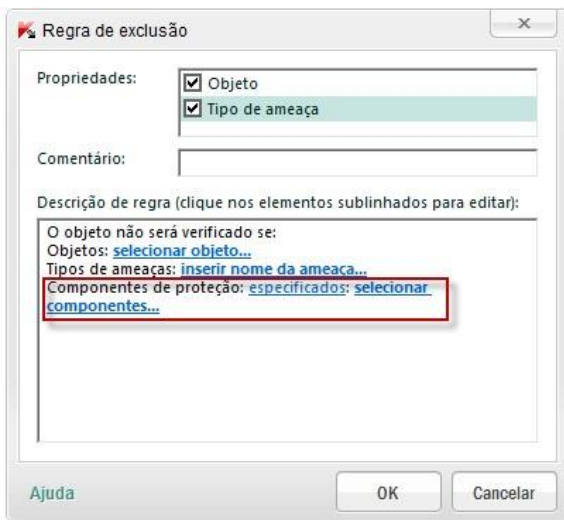 Regra de exclusão
Propriedades:
Objeto
Tipo de ameaça
Comentário:
Descrição de regra (clique nos elementos sublinhados para editar):
O objeto não será verificado se:
Objetos: selecionar objeto...
Tipos de ameaças: inserir nome da ameaça...
Componentes de proteção: especificados: selecionar
componentes...
Ajuda
OK
Cancelar